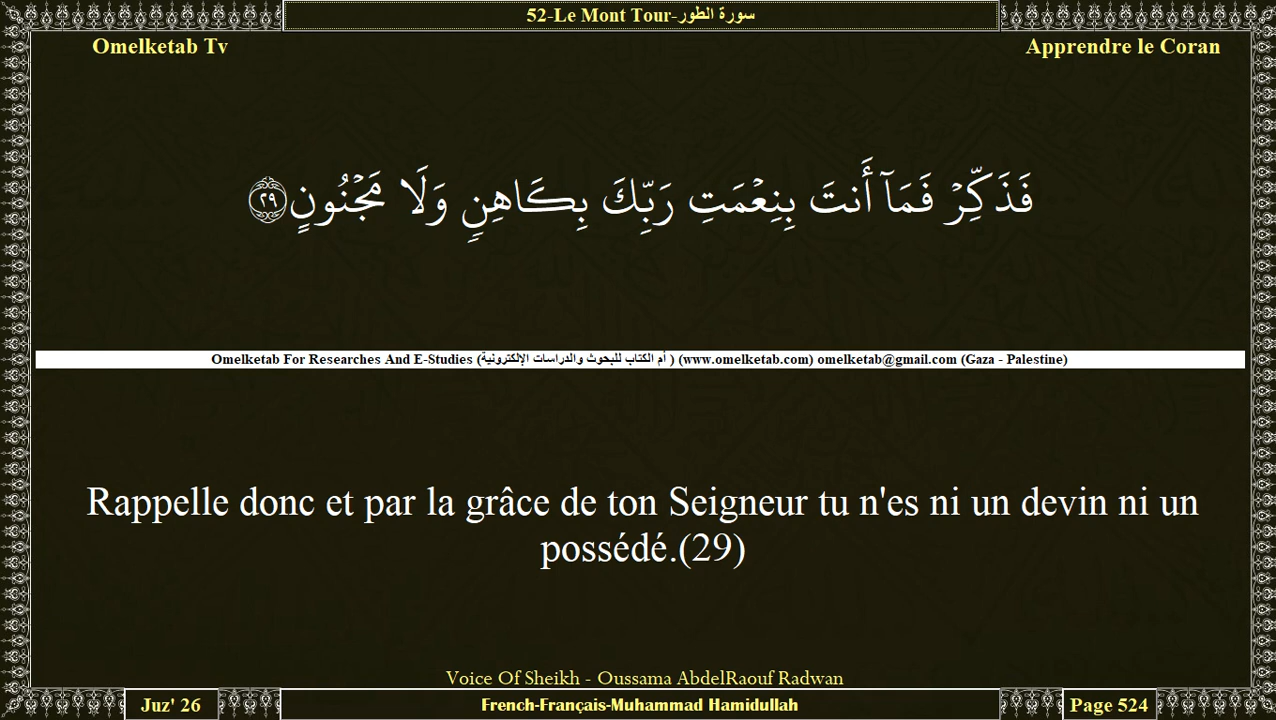 52-Le Mont Tour-سورة الطور
Omelketab Tv
Apprendre le Coran
فَذَكِّرۡ فَمَآ أَنتَ بِنِعۡمَتِ رَبِّكَ بِكَاهِنٖ وَلَا مَجۡنُونٍ ٢٩
Omelketab For Researches And E-Studies (أم الكتاب للبحوث والدراسات الإلكترونية ) (www.omelketab.com) omelketab@gmail.com (Gaza - Palestine)
Rappelle donc et par la grâce de ton Seigneur tu n'es ni un devin ni un
possédé.(29)
Voice Of Sheikh - Oussama AbdelRaouf Radwan
Juz' 26
French-Français-Muhammad Hamidullah
Page 524